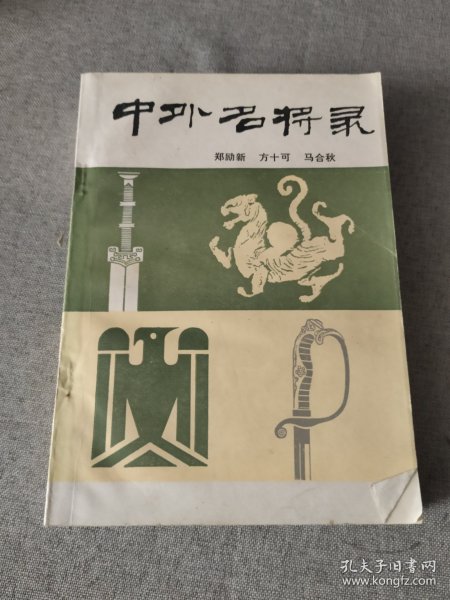 中外名将录
郑励新 方十可 马合秋
孔夫子旧书网
www.kongfz.com